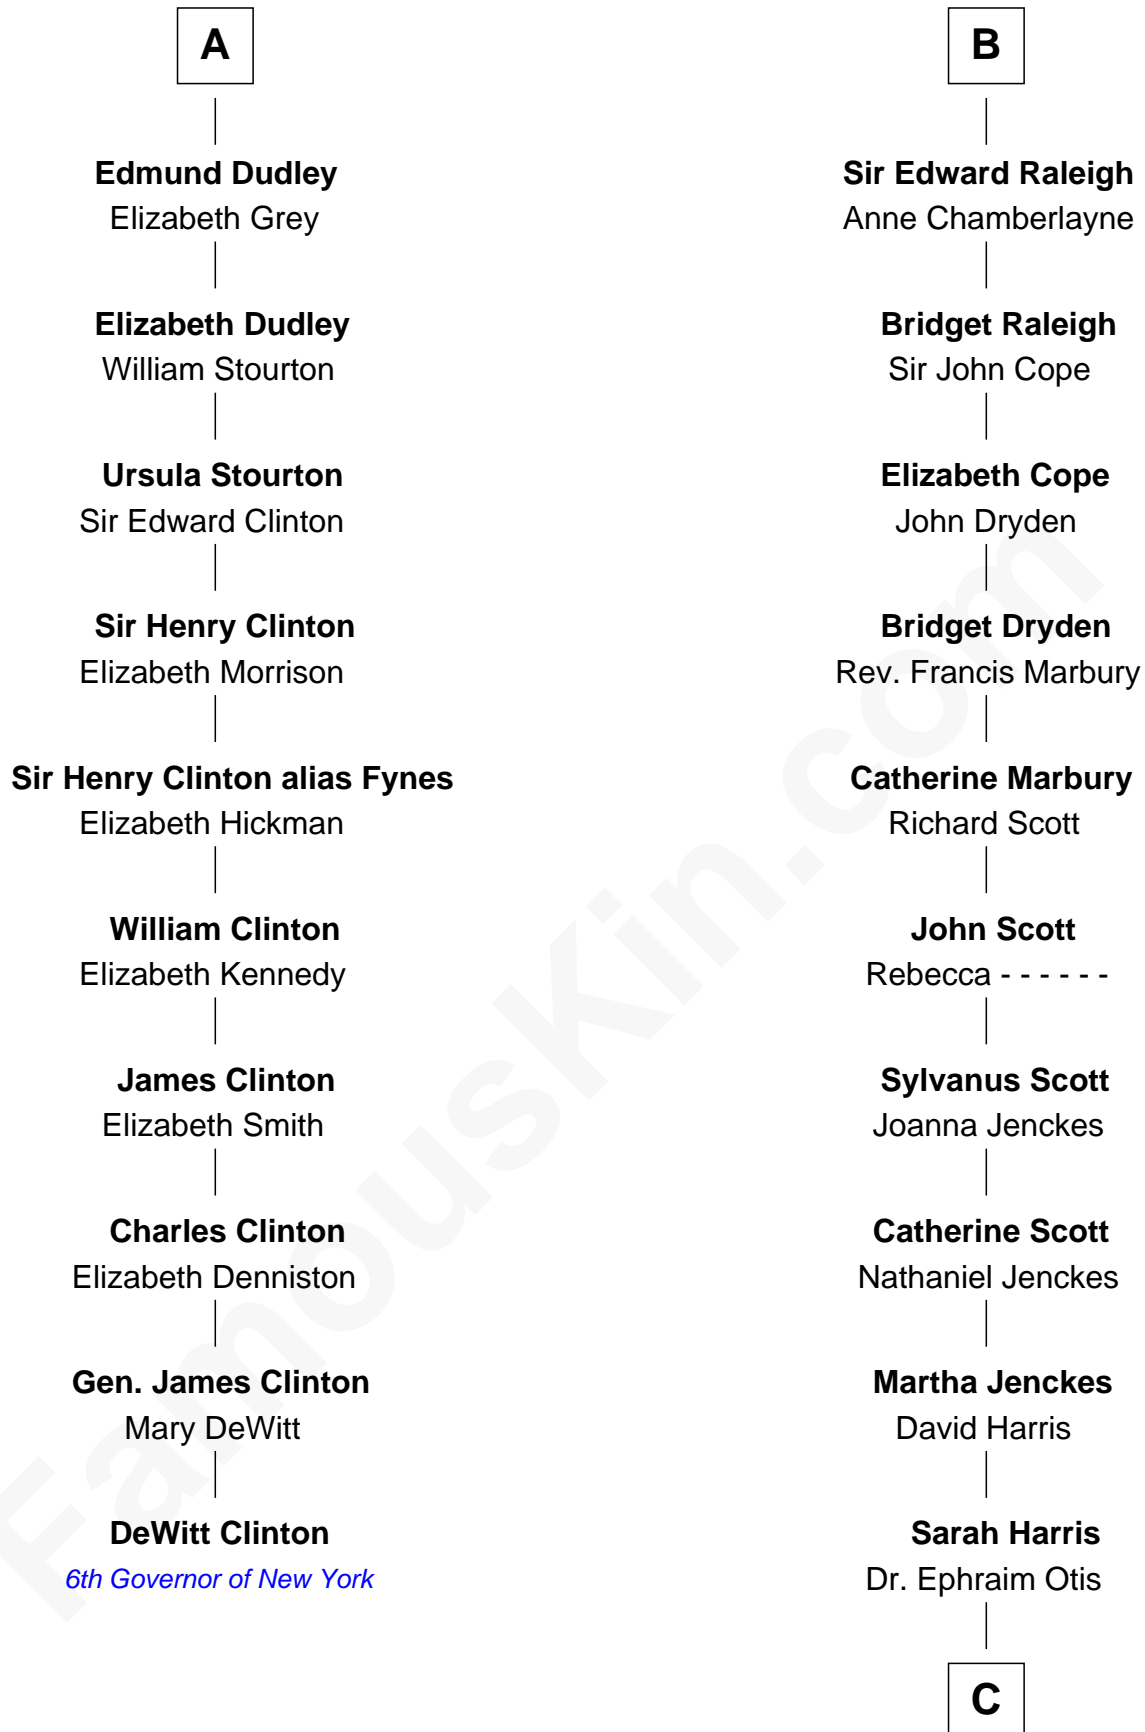 A
Edmund Dudley
Elizabeth Grey
Elizabeth Dudley
William Stourton
Ursula Stourton
Sir Edward Clinton
Sir Henry Clinton
Elizabeth Morrison
Sir Henry Clinton alias Fynes
Elizabeth Hickman
William Clinton
Elizabeth Kennedy
James Clinton
Elizabeth Smith
Charles Clinton
Elizabeth Denniston
Gen. James Clinton
Mary DeWitt
DeWitt Clinton
6th Governor of New York
B
Sir Edward Raleigh
Anne Chamberlayne
Bridget Raleigh
Sir John Cope
Elizabeth Cope
John Dryden
Bridget Dryden
Rev. Francis Marbury
Catherine Marbury
Richard Scott
John Scott
Rebecca - - - - - -
Sylvanus Scott
Joanna Jenckes
Catherine Scott
Nathaniel Jenckes
Martha Jenckes
David Harris
Sarah Harris
Dr. Ephraim Otis
C
FamousKin.com